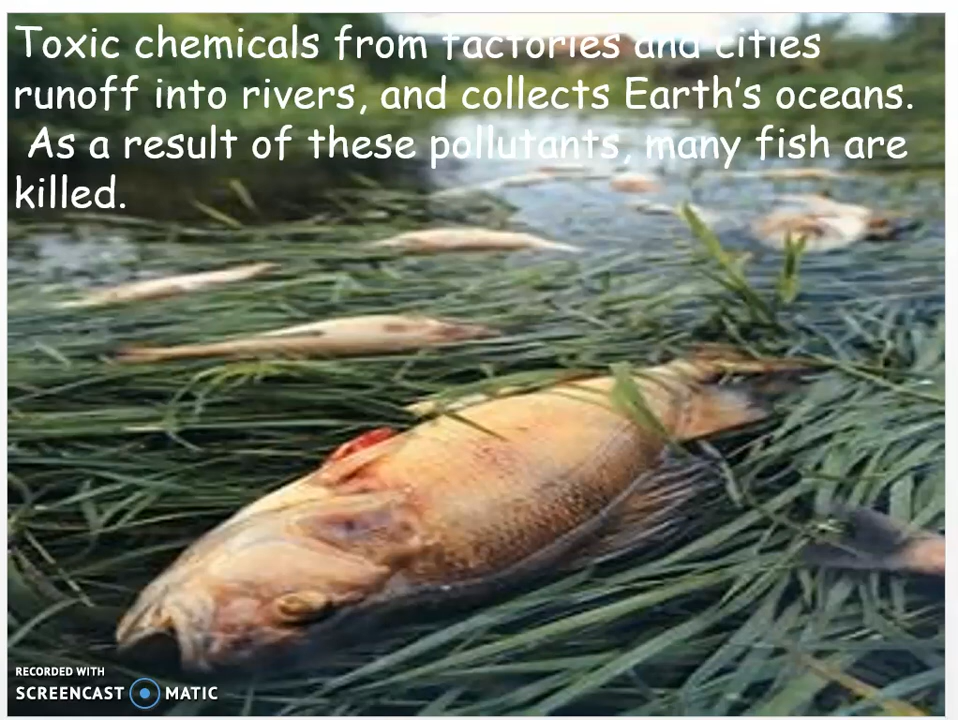 Toxic chemicals from factories and cities
runoff into rivers, and collects Earth's oceans.
As a result of these pollutants, many fish are
killed.
RECORDED WITH
SCREENCAST MATIC